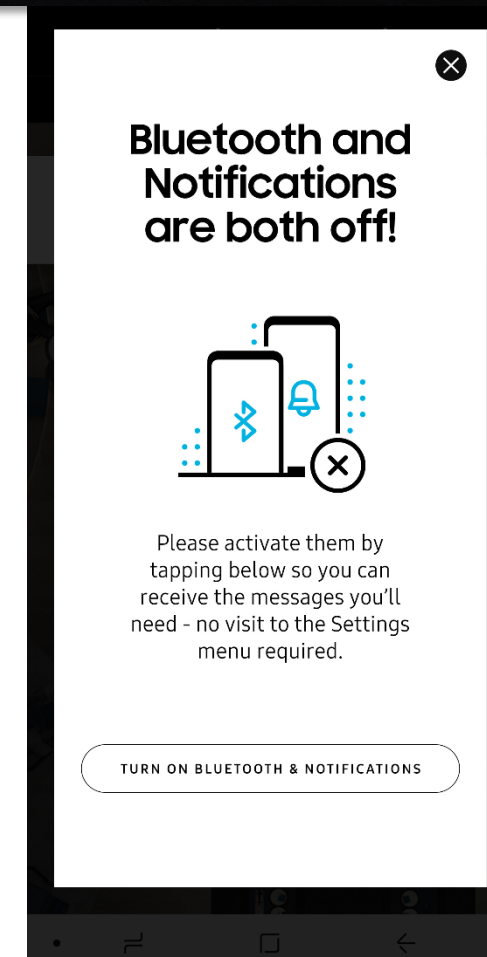 Bluetooth and
Notifications
are both off!
Please activate them by
tapping below so you can
receive the messages you'll
need - no visit to the Settings
menu required.
TURN ON BLUETOOTH & NOTIFICATIONS